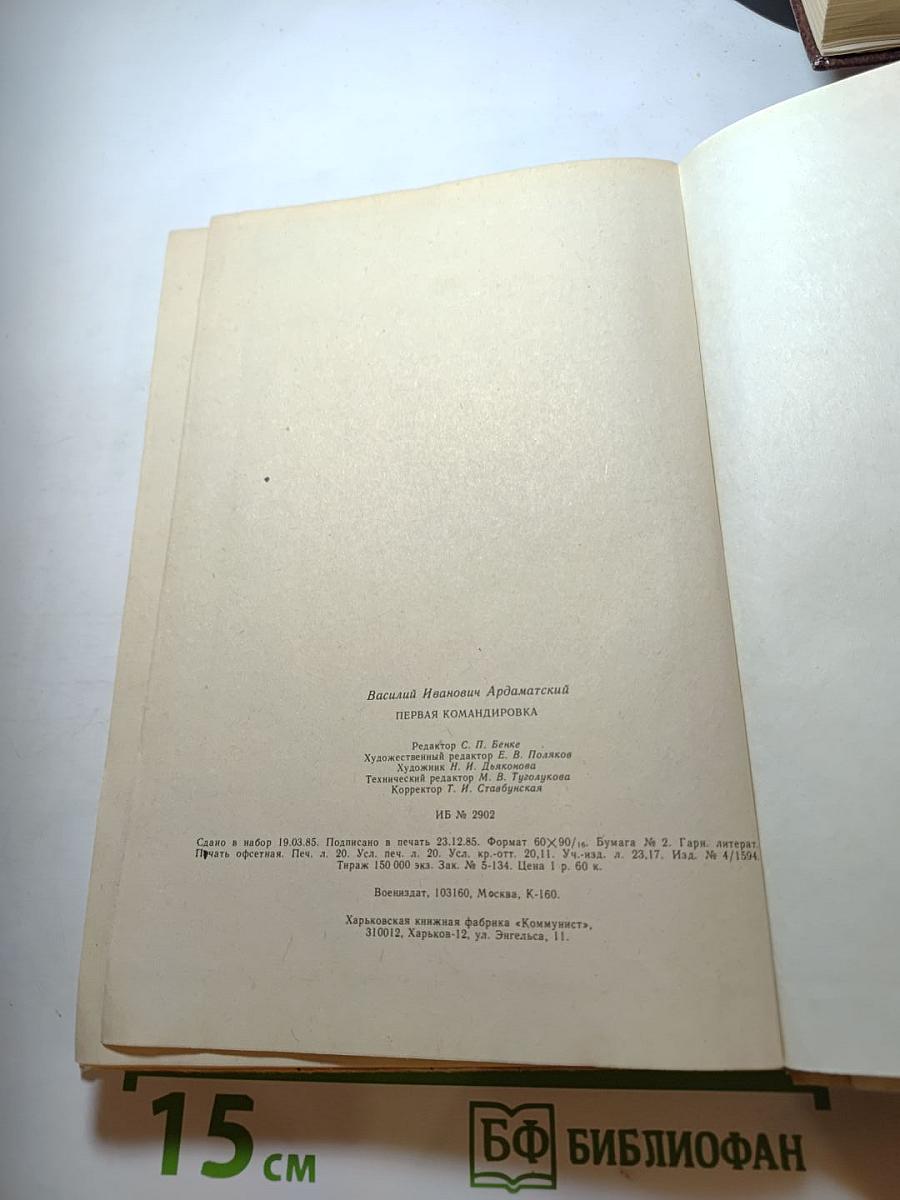 Василий Иванович Ардаматский
ПЕРВАЯ КОМАНДИРОВКА
Редактор С. П. Бенке
Художественный редактор Е. В. Поляков
Художник Н. И. Дьяконова
Технический редактор М. В. Туголукова
Корректор Т. И. Ставбунская
ИБ № 2902
Сдано в набор 19.03.85. Подписано в печать 23.12.85. Формат 60×90/16. Бумага № 2. Гарн. литерат.
Печать офсетная. Печ. л. 20. Усл. печ. л. 20. Усл. кр.-отт. 20,11. Уч.-изд. л. 23,17. Изд. № 4/1594.
Тираж 150 000 экз. Зак. № 5-134. Цена 1 р. 60 к.
Воениздат, 103160, Москва, К-160.
Харьковская книжная фабрика «Коммунист»,
310012, Харьков-12, ул. Энгельса, 11.
15 см
БФ БИБЛИОФАН